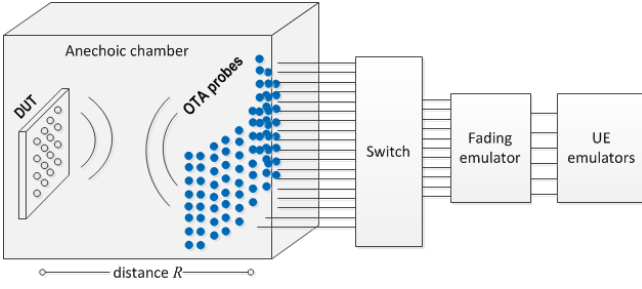 Anechoic chamber
DUT
OTA probes
Switch
Fading
emulator
UE
emulators
distance R